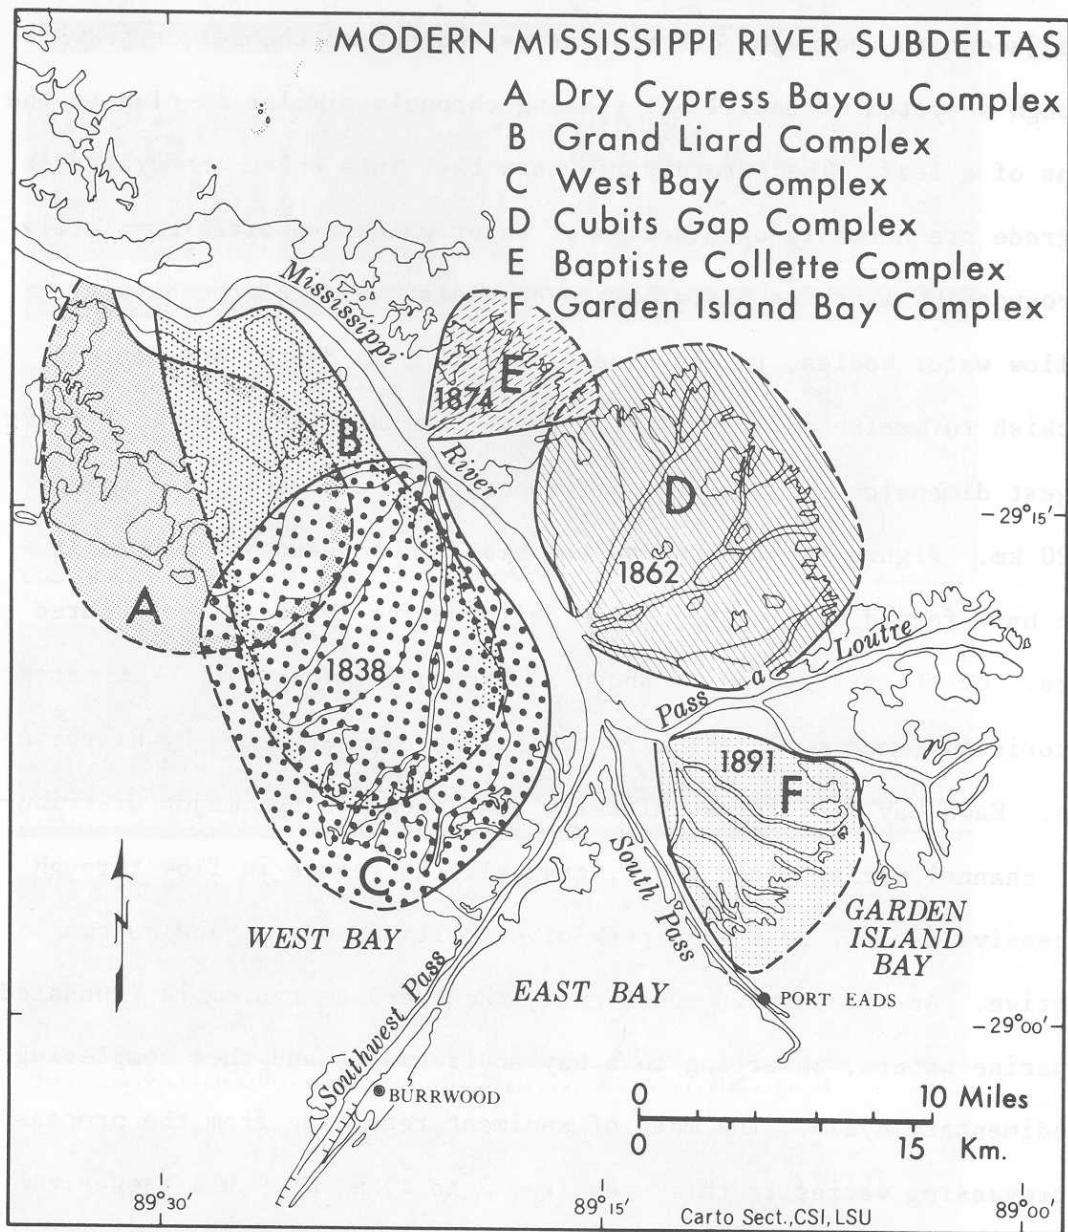 MODERN MISSISSIPPI RIVER SUBDELTAS
A Dry Cypress Bayou Complex
B Grand Liard Complex
C West Bay Complex
D Cubits Gap Complex
E Baptiste Collette Complex
F Garden Island Bay Complex
Mississippi
River
E
1874
B
D
1862
29°15'
A
1838
Pass a Loutre
1891
F
C
South Pass
WEST BAY
GARDEN
ISLAND
BAY
N
Southwest Pass
EAST BAY
PORT EADS
29°00'
BURRWOOD
0 10 Miles
0 15 Km.
89°30'
89°15'
89°00'
Carto Sect.,CSI,LSU